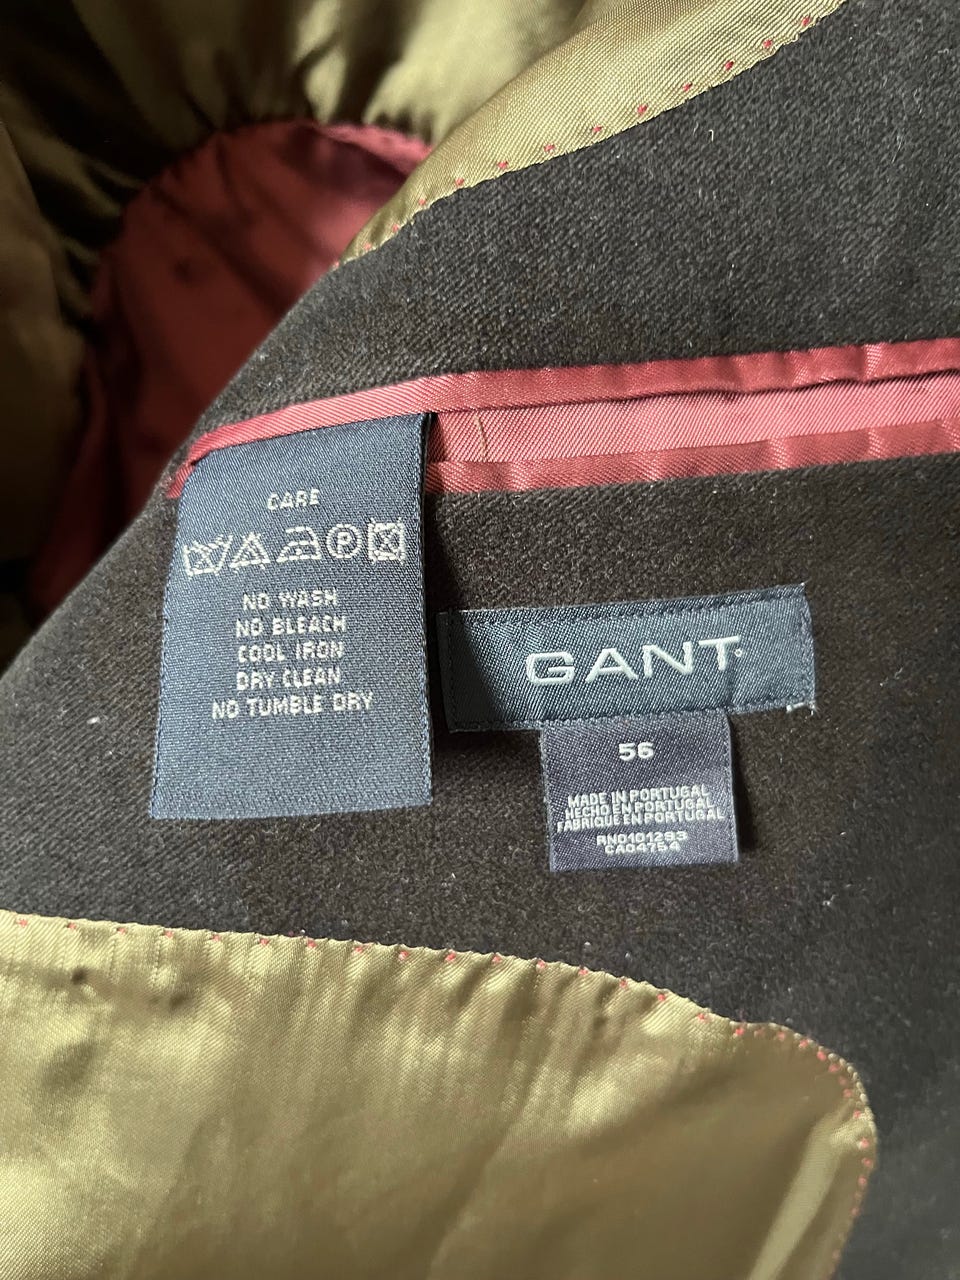 CARE
P
NO WASH
NO BLEACH
COOL IRON
DRY CLEAN
NO TUMBLE DRY
GANT
56
MADE IN PORTUGAL
HECHO EN PORTUGAL
FABRIQUE EN PORTUGAL
RN0101293
CA04754